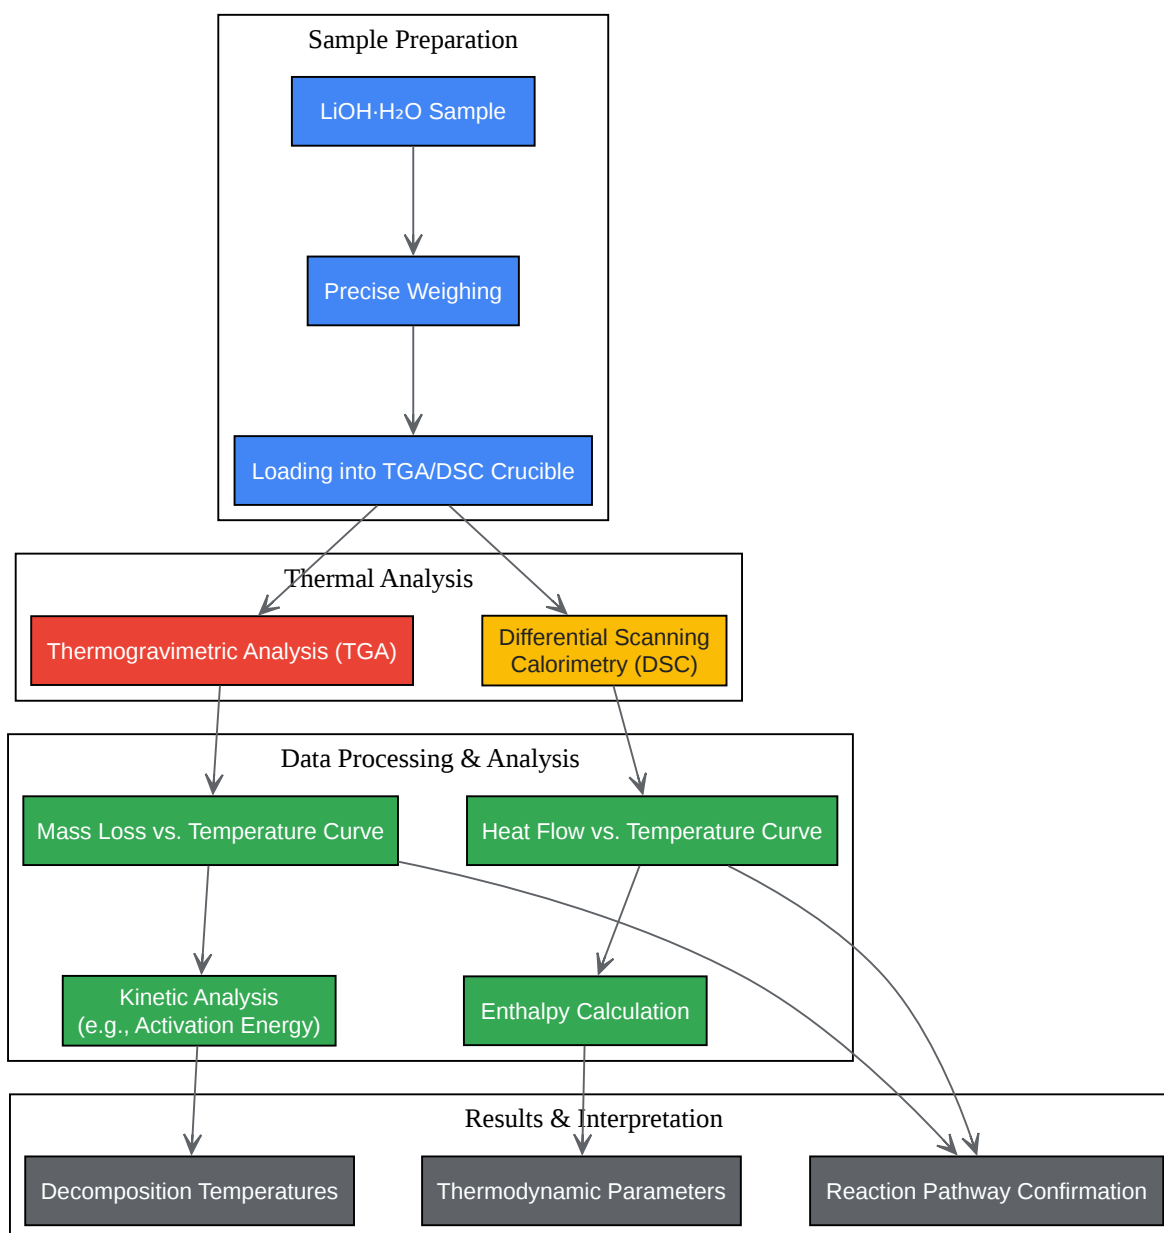 Sample Preparation
LiOH·H₂O Sample
Precise Weighing
Loading into TGA/DSC Crucible
Thermal Analysis
Thermogravimetric Analysis (TGA)
Differential Scanning
Calorimetry (DSC)
Data Processing & Analysis
Mass Loss vs. Temperature Curve
Heat Flow vs. Temperature Curve
Kinetic Analysis
(e.g., Activation Energy)
Enthalpy Calculation
Results & Interpretation
Decomposition Temperatures
Thermodynamic Parameters
Reaction Pathway Confirmation